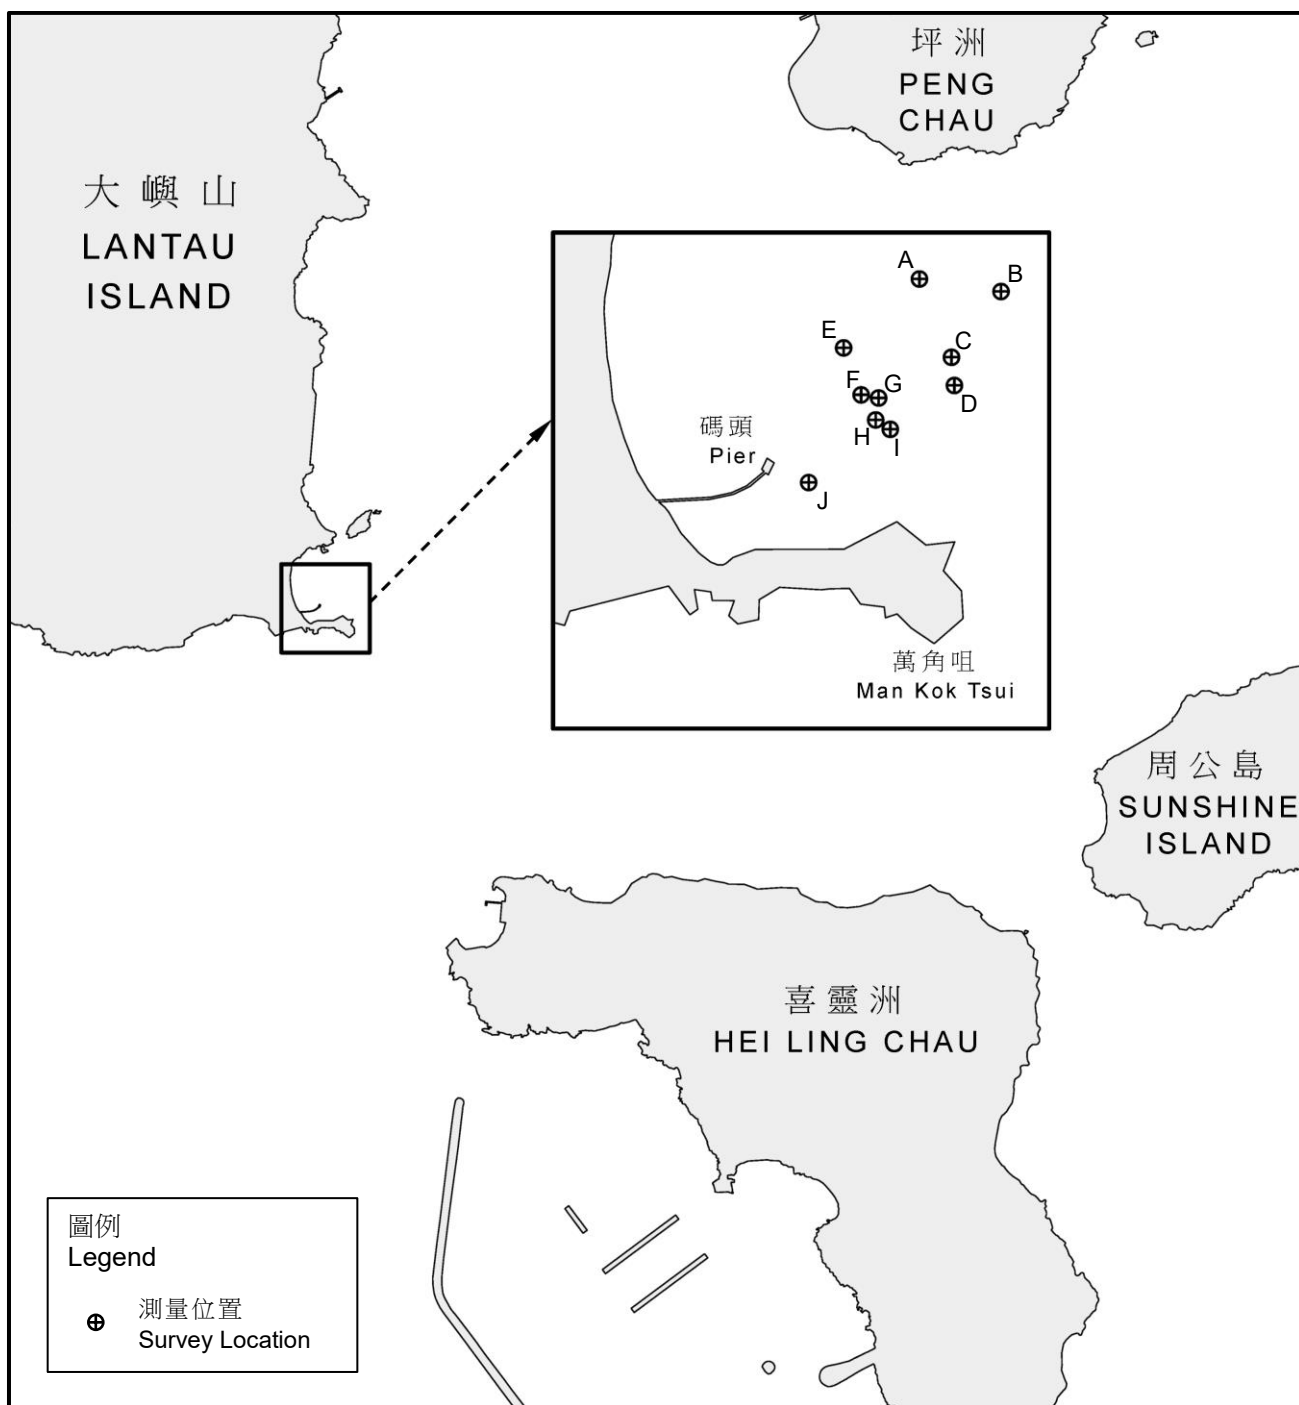 坪洲
PENG
CHAU
大嶼山
LANTAU
ISLAND
A
B
C
D
E
F
G
H
I
J
碼頭
Pier
萬角咀
Man Kok Tsui
周公島
SUNSHINE
ISLAND
喜靈洲
HEI LING CHAU
圖例
Legend
測量位置
Survey Location